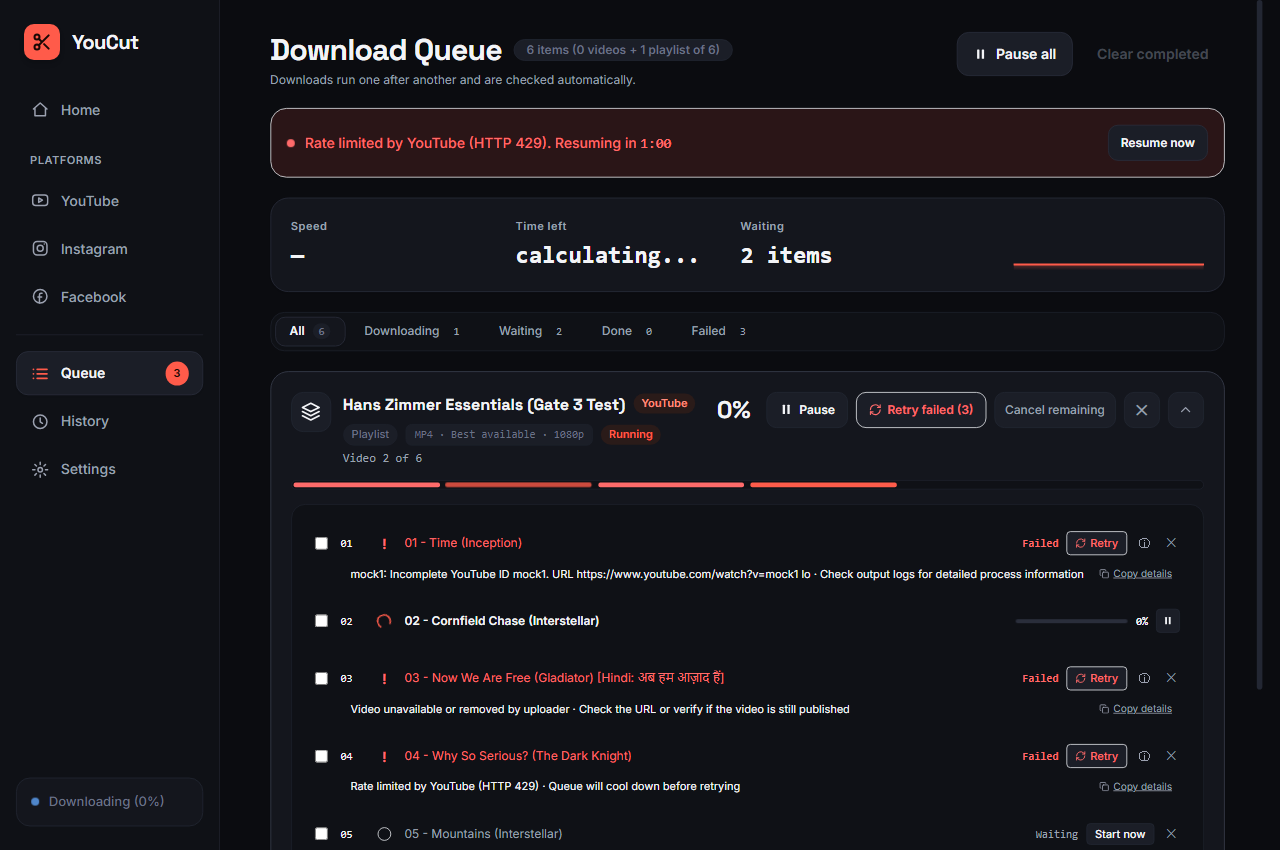 YouCut
Home
PLATFORMS
YouTube
Instagram
Facebook
Queue 3
History
Settings
Downloading (0%)
Download Queue 6 items (0 videos + 1 playlist of 6)
Downloads run one after another and are checked automatically.
Pause all Clear completed
Rate limited by YouTube (HTTP 429). Resuming in 1:00 Resume now
Speed Time left Waiting
— calculating... 2 items
All 6 Downloading 1 Waiting 2 Done 0 Failed 3
Hans Zimmer Essentials (Gate 3 Test) YouTube 0% Pause Retry failed (3) Cancel remaining
Playlist MP4 · Best available · 1080p Running
Video 2 of 6
01 ! 01 - Time (Inception) Failed Retry
mock1: Incomplete YouTube ID mock1. URL https://www.youtube.com/watch?v=mock1 lo · Check output logs for detailed process information Copy details
02 02 - Cornfield Chase (Interstellar) 0%
03 ! 03 - Now We Are Free (Gladiator) [Hindi: अब हम आज़ाद हैं] Failed Retry
Video unavailable or removed by uploader · Check the URL or verify if the video is still published Copy details
04 ! 04 - Why So Serious? (The Dark Knight) Failed Retry
Rate limited by YouTube (HTTP 429) · Queue will cool down before retrying Copy details
05 05 - Mountains (Interstellar) Waiting Start now